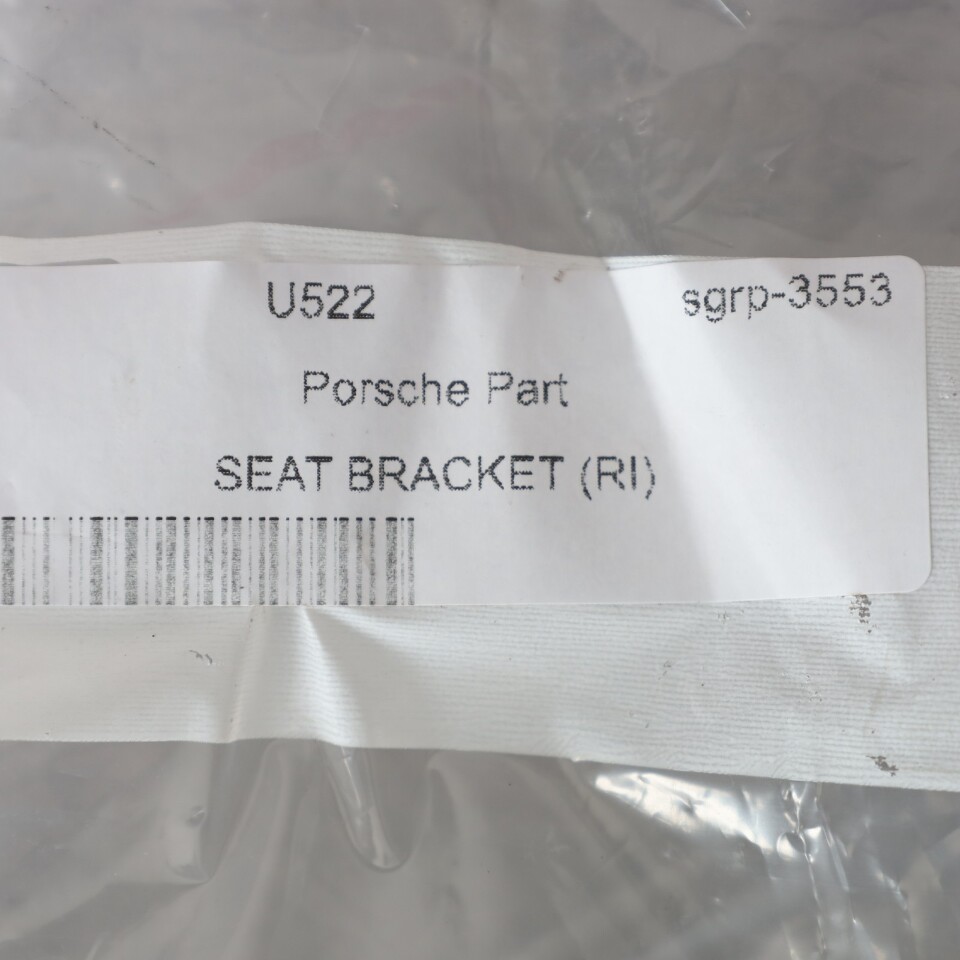 U522 sgrp-3553
Porsche Part
SEAT BRACKET (RI)